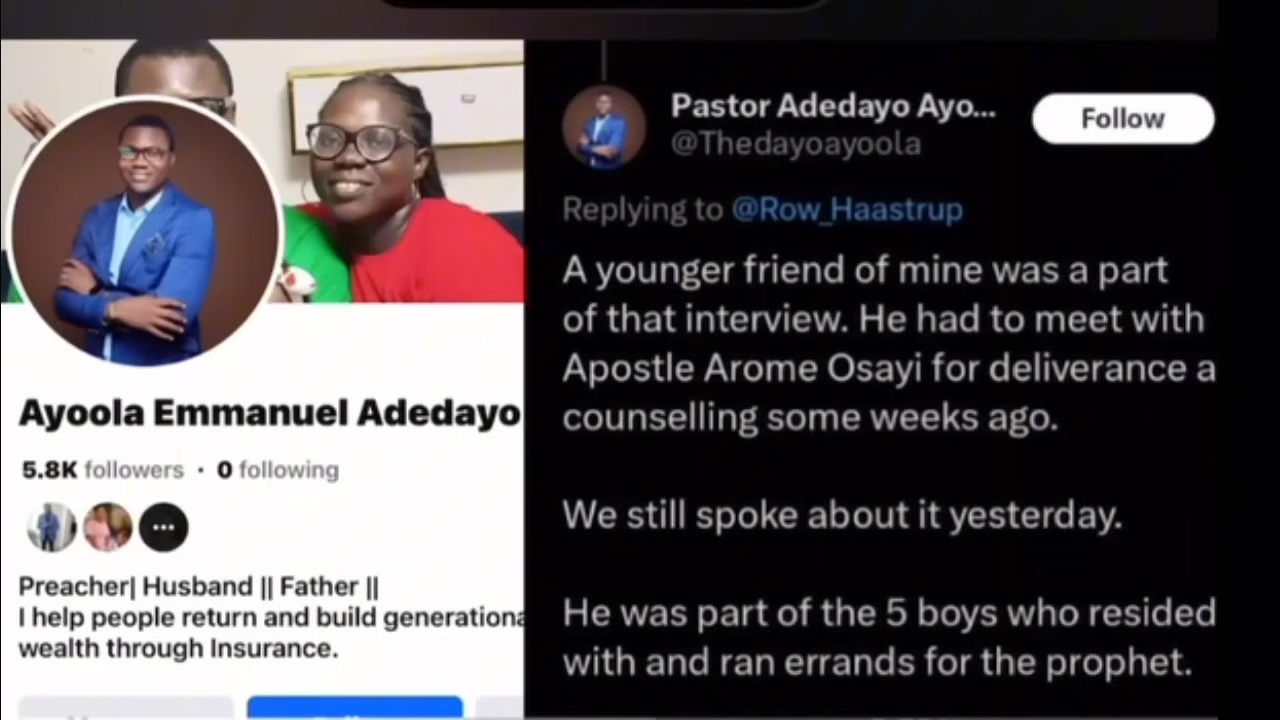 Ayoola Emmanuel Adedayo
5.8K followers · 0 following
Preacher| Husband || Father ||
I help people return and build generationa
wealth through Insurance.
Pastor Adedayo Ayo...
@Thedayoayoola
Follow
Replying to @Row_Haastrup
A younger friend of mine was a part
of that interview. He had to meet with
Apostle Arome Osayi for deliverance a
counselling some weeks ago.
We still spoke about it yesterday.
He was part of the 5 boys who resided
with and ran errands for the prophet.